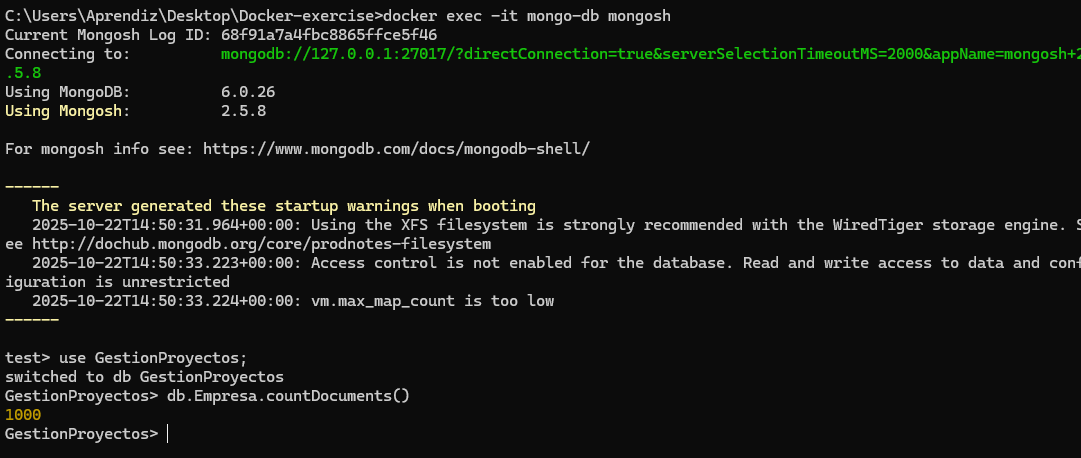 C:\Users\Aprendiz\Desktop\Docker-exercise>docker exec -it mongo-db mongosh
Current Mongosh Log ID: 68f91a7a4fbc8865ffce5f46
Connecting to:          mongodb://127.0.0.1:27017/?directConnection=true&serverSelectionTimeoutMS=2000&appName=mongosh+2
.5.8
Using MongoDB:          6.0.26
Using Mongosh:          2.5.8

For mongosh info see: https://www.mongodb.com/docs/mongodb-shell/

------
   The server generated these startup warnings when booting
   2025-10-22T14:50:31.964+00:00: Using the XFS filesystem is strongly recommended with the WiredTiger storage engine. S
ee http://dochub.mongodb.org/core/prodnotes-filesystem
   2025-10-22T14:50:33.223+00:00: Access control is not enabled for the database. Read and write access to data and conf
iguration is unrestricted
   2025-10-22T14:50:33.224+00:00: vm.max_map_count is too low
------

test> use GestionProyectos;
switched to db GestionProyectos
GestionProyectos> db.Empresa.countDocuments()
1000
GestionProyectos>